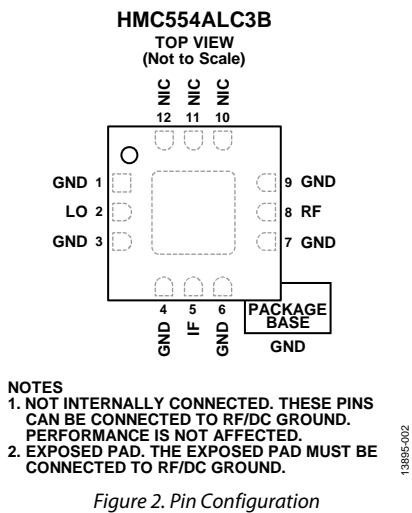 HMC554ALC3B
TOP VIEW
(Not to Scale)
NIC NIC NIC
12 11 10
GND 1
9 GND
LO 2
8 RF
GND 3
7 GND
4 5 6
GND IF GND
PACKAGE
BASE
GND
NOTES
1. NOT INTERNALLY CONNECTED. THESE PINS
CAN BE CONNECTED TO RF/DC GROUND.
PERFORMANCE IS NOT AFFECTED.
2. EXPOSED PAD. THE EXPOSED PAD MUST BE
CONNECTED TO RF/DC GROUND.
13895-002
Figure 2. Pin Configuration